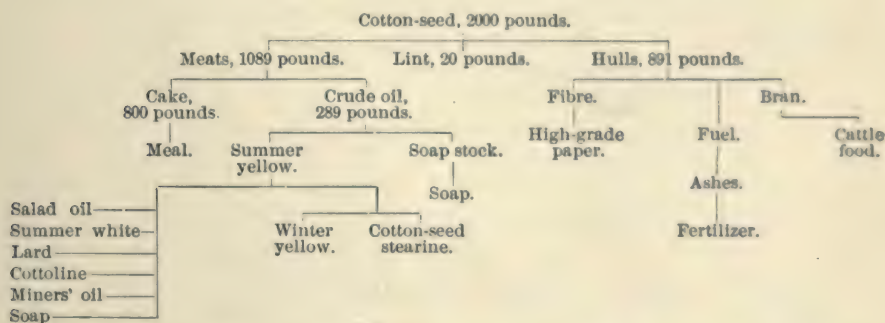 Cotton-seed, 2000 pounds.
Meats, 1089 pounds. Lint, 20 pounds. Hulls, 891 pounds.
Cake, 800 pounds. Crude oil, 289 pounds. Fibre. Bran.
Meal. Summer yellow. Soap stock. High-grade paper. Fuel. Cattle food.
Soap. Ashes.
Winter yellow. Cotton-seed stearine. Fertilizer.
Salad oil
Summer white
Lard
Cottoline
Miners' oil
Soap